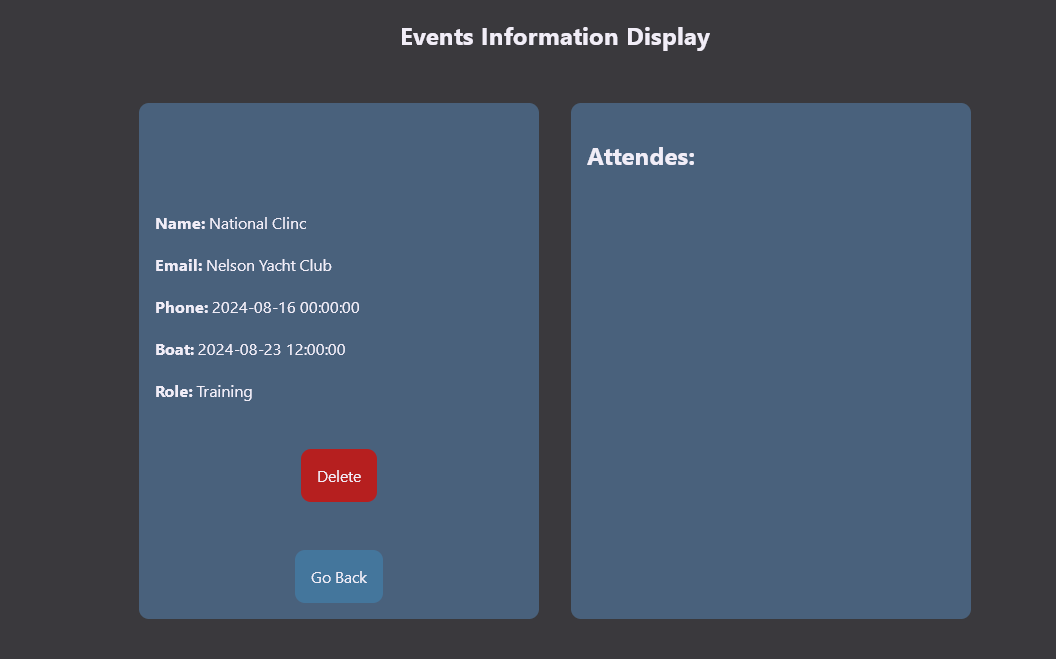 Events Information Display
Name: National Clinc
Email: Nelson Yacht Club
Phone: 2024-08-16 00:00:00
Boat: 2024-08-23 12:00:00
Role: Training
Delete
Go Back
Attendes: